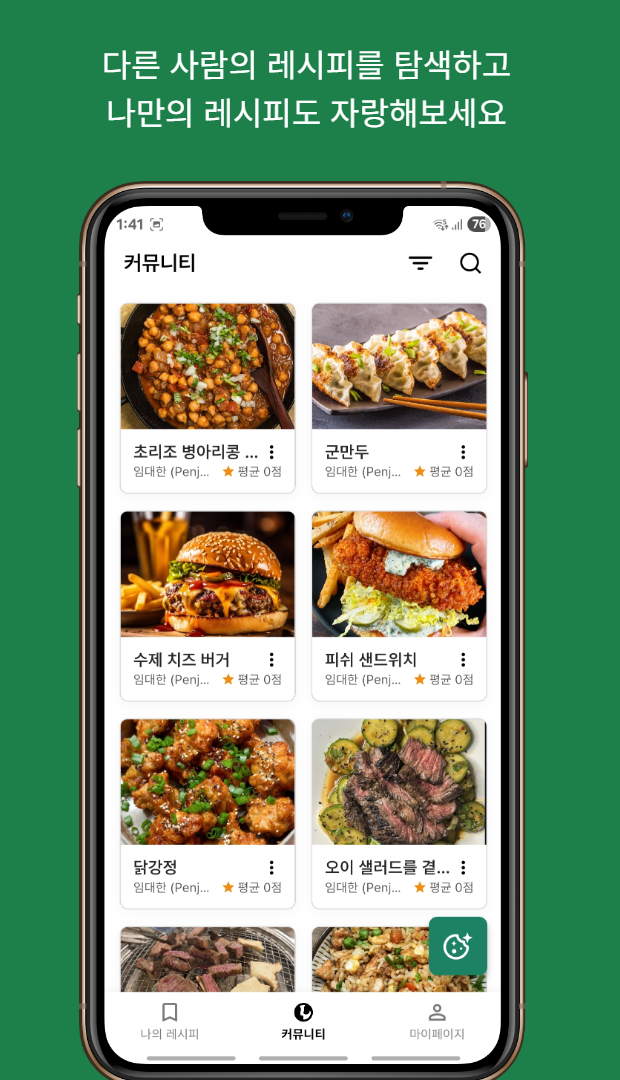 다른 사람의 레시피를 탐색하고
나만의 레시피도 자랑해보세요
1:41
76
커뮤니티
초리조 병아리콩 ...
임대한 (Penj... 평균 0점
군만두
임대한 (Penj... 평균 0점
수제 치즈 버거
임대한 (Penj... 평균 0점
피쉬 샌드위치
임대한 (Penj... 평균 0점
닭강정
임대한 (Penj... 평균 0점
오이 샐러드를 곁...
임대한 (Penj... 평균 0점
나의 레시피
커뮤니티
마이페이지